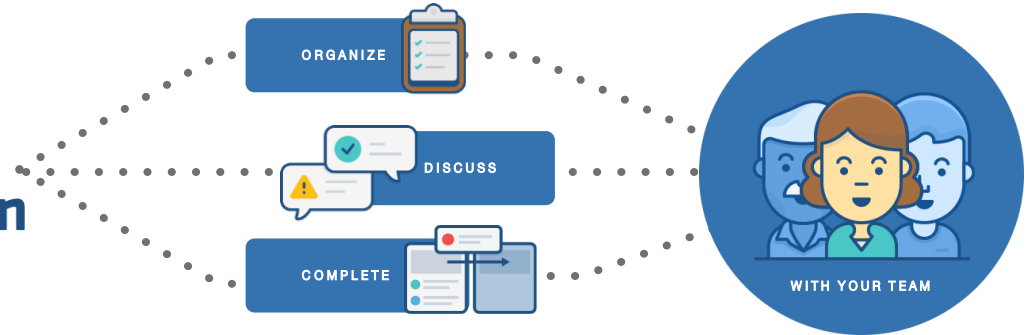 ORGANIZE
n
DISCUSS
COMPLETE
WITH YOUR TEAM